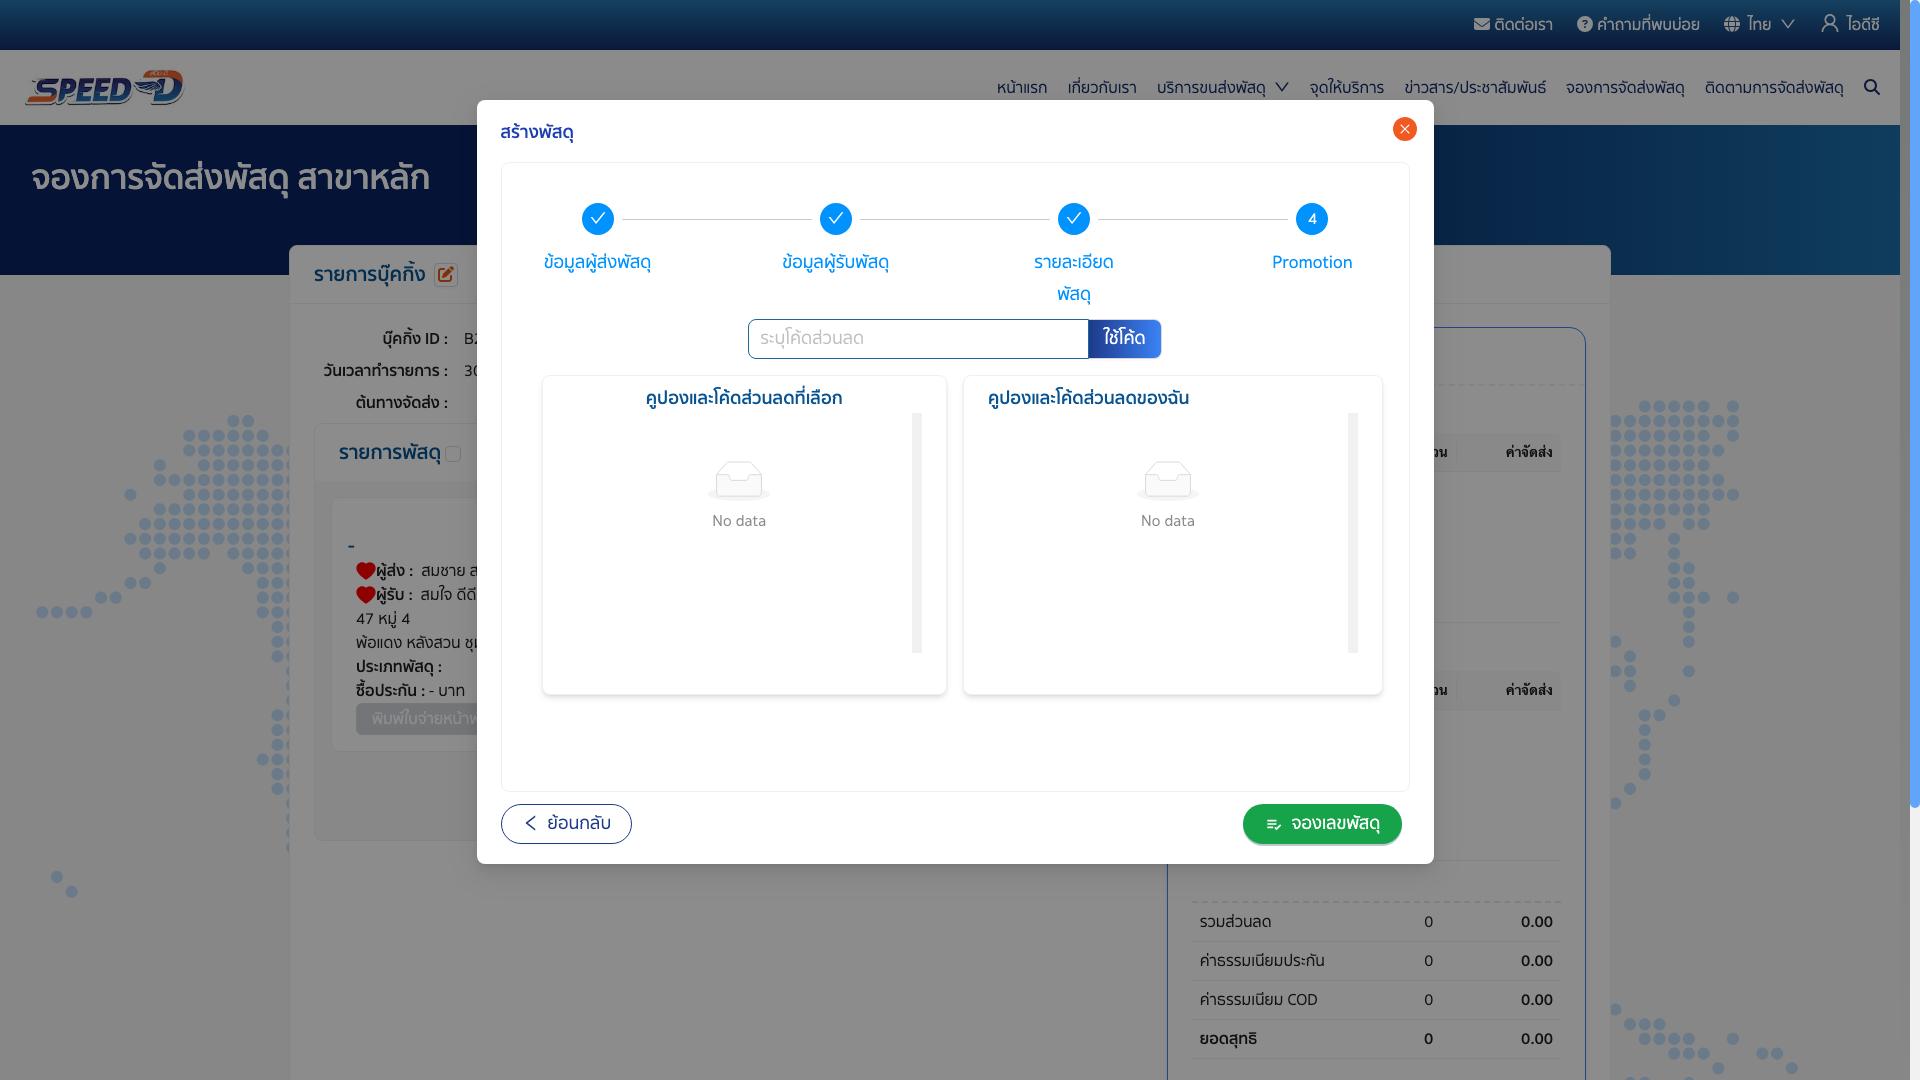 ติดต่อเรา คำถามที่พบบ่อย ไทย ไอดีซี
SPEED-D หน้าแรก เกี่ยวกับเรา บริการขนส่งพัสดุ จุดให้บริการ ข่าวสาร/ประชาสัมพันธ์ จองการจัดส่งพัสดุ ติดตามการจัดส่งพัสดุ
จองการจัดส่งพัสดุ สาขาหลัก
สร้างพัสดุ
4
ข้อมูลผู้ส่งพัสดุ ข้อมูลผู้รับพัสดุ รายละเอียด Promotion
พัสดุ
ระบุโค้ดส่วนลด ใช้โค้ด
คูปองและโค้ดส่วนลดที่เลือก คูปองและโค้ดส่วนลดของฉัน
No data No data
ย้อนกลับ จองเลขพัสดุ
รายการบุ๊คกิ้ง
บุ๊คกิ้ง ID :
วันเวลาทำรายการ : 30
ต้นทางจัดส่ง :
รายการพัสดุ
-
ผู้ส่ง : สมชาย
ผู้รับ : สมใจ ดีดี
47 หมู่ 4
พ้อแดง หลังสวน
ประเภทพัสดุ :
ซื้อประกัน : - บาท
พิมพ์ใบจ่ายหน้า
ค่าจัดส่ง
ค่าจัดส่ง
รวมส่วนลด 0 0.00
ค่าธรรมเนียมประกัน 0 0.00
ค่าธรรมเนียม COD 0 0.00
ยอดสุทธิ 0 0.00